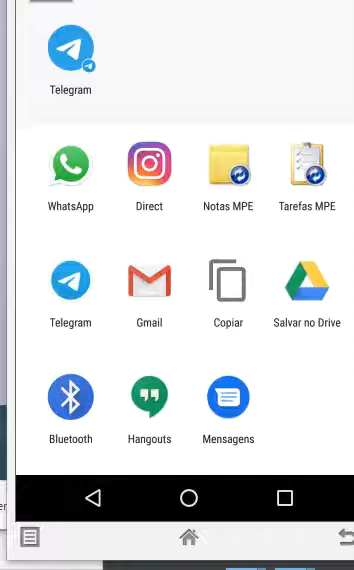 Telegram
WhatsApp Direct Notas MPE Tarefas MPE
Telegram Gmail Copiar Salvar no Drive
Bluetooth Hangouts Mensagens